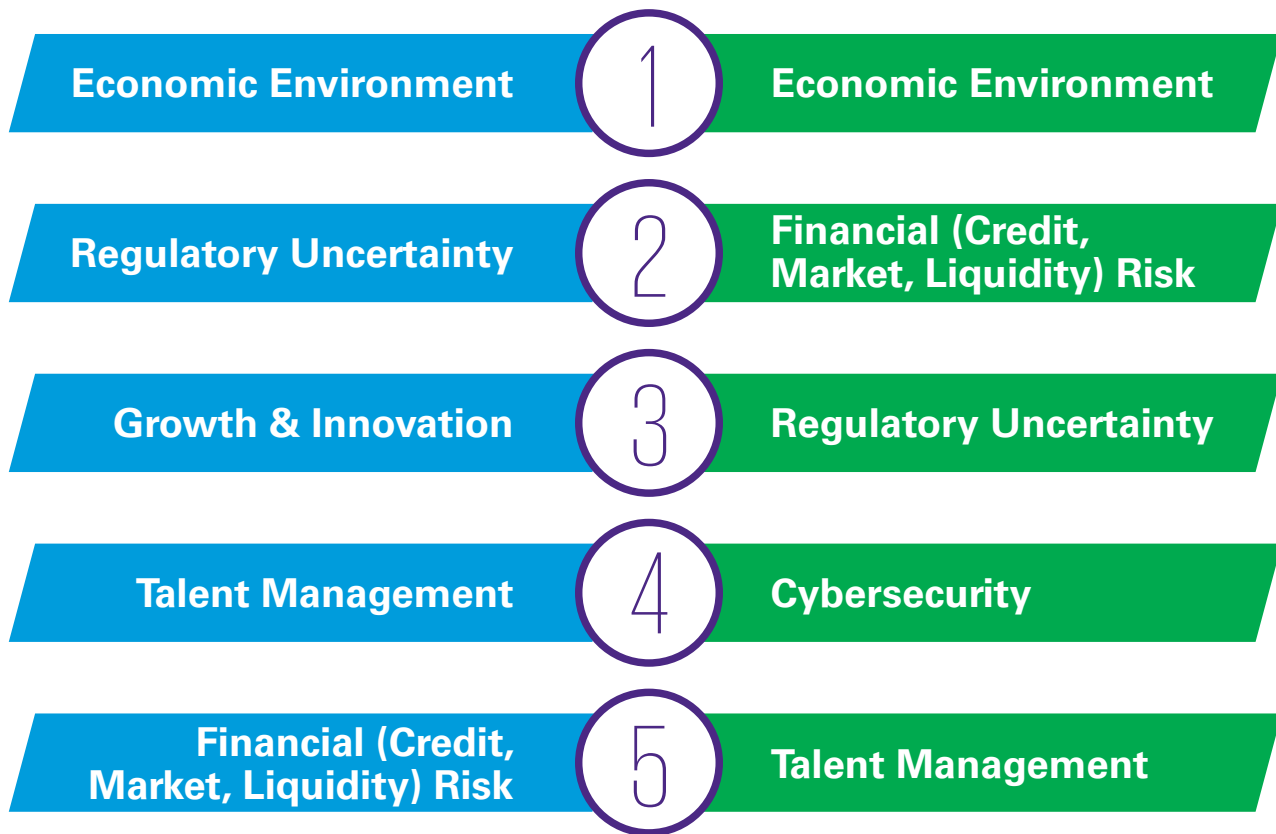 Economic Environment
1
Economic Environment
Regulatory Uncertainty
2
Financial (Credit,
Market, Liquidity) Risk
Growth & Innovation
3
Regulatory Uncertainty
Talent Management
4
Cybersecurity
Financial (Credit,
Market, Liquidity) Risk
5
Talent Management